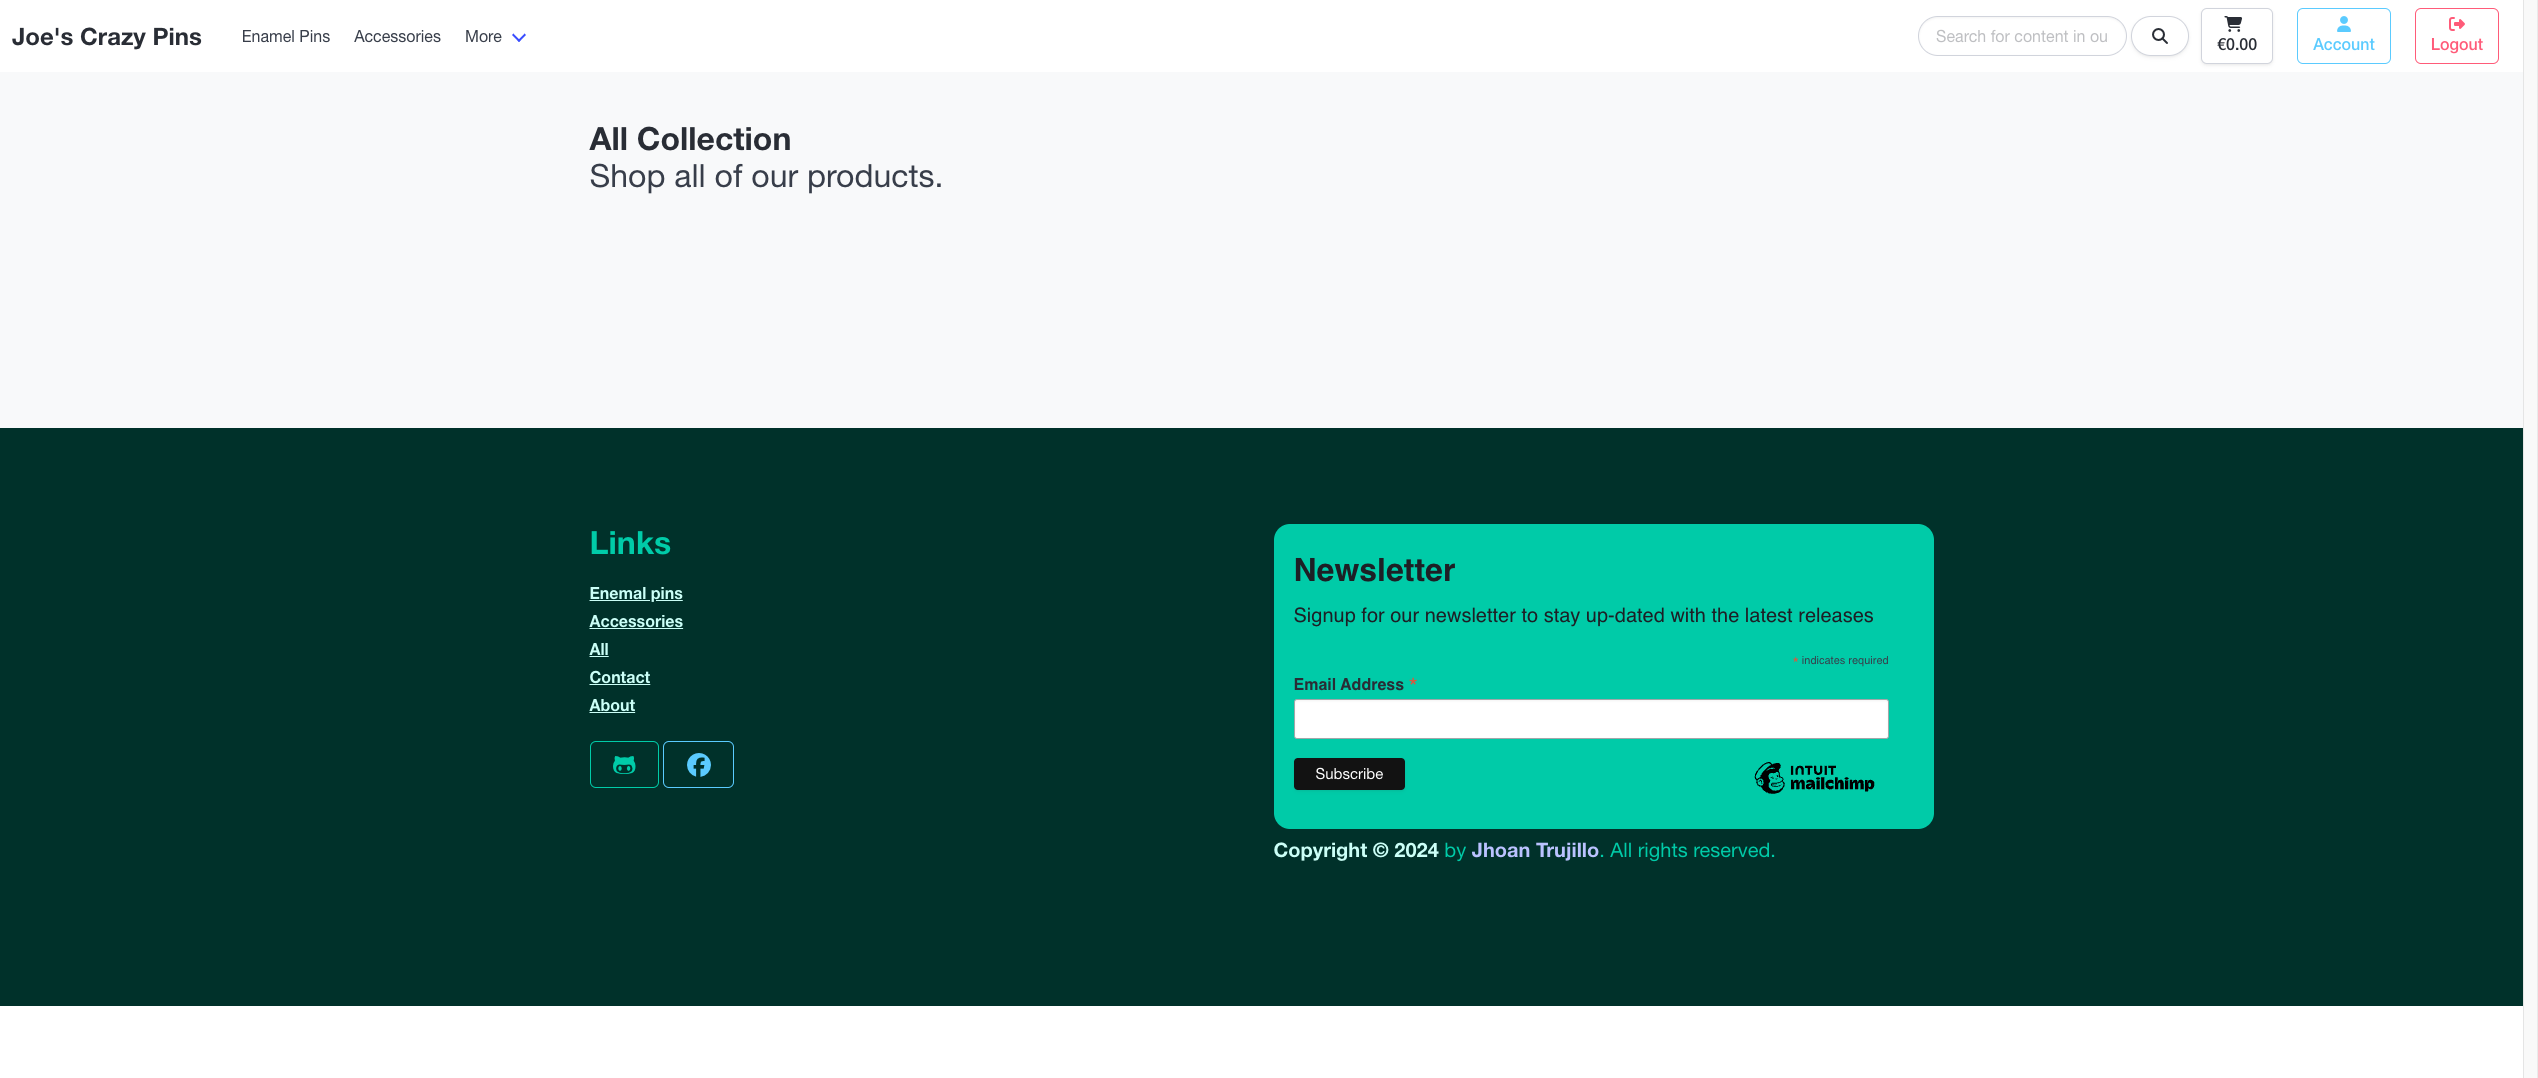 Joe's Crazy Pins
Enamel Pins
Accessories
More
Search for content in ou
€0.00
Account
Logout
All Collection
Shop all of our products.
Links
Enemal pins
Accessories
All
Contact
About
Newsletter
Signup for our newsletter to stay up-dated with the latest releases
* indicates required
Email Address *
Subscribe
INTUIT
mailchimp
Copyright © 2024 by Jhoan Trujillo. All rights reserved.